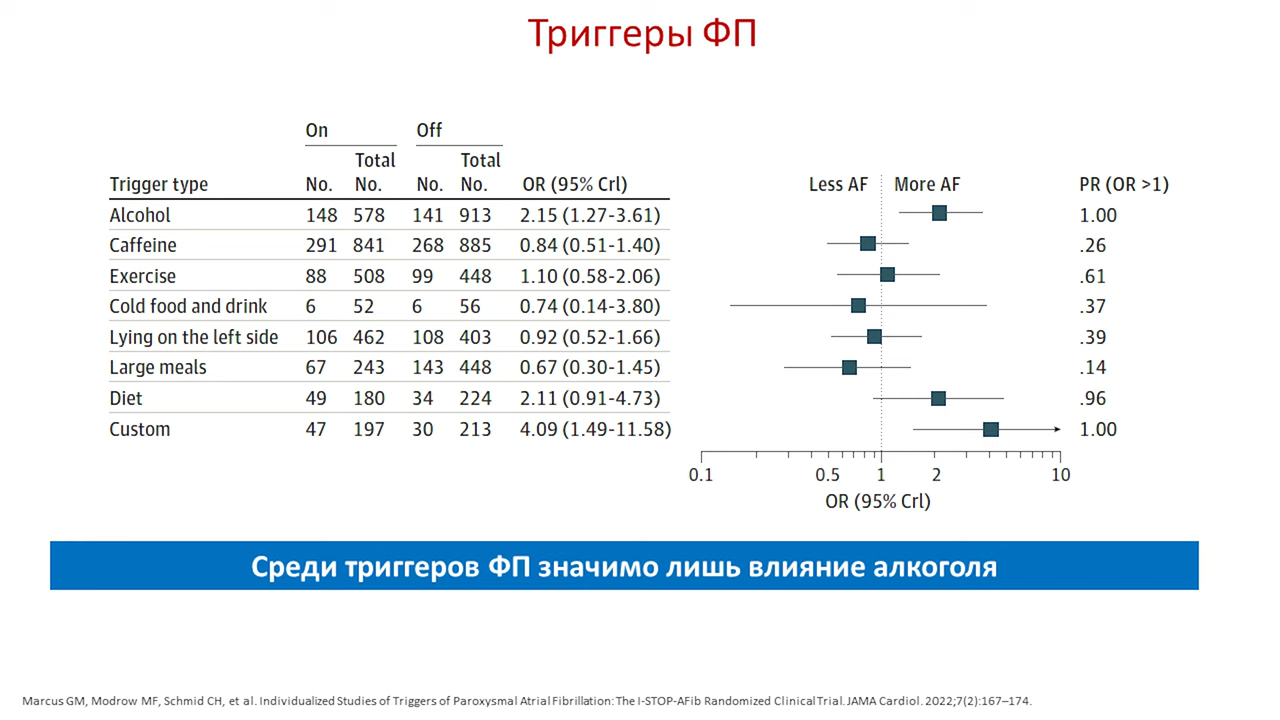 Триггеры ФП
On Off
Total Total
Trigger type No. No. No. No. OR (95% Crl) Less AF More AF PR (OR >1)
Alcohol 148 578 141 913 2.15 (1.27-3.61) 1.00
Caffeine 291 841 268 885 0.84 (0.51-1.40) .26
Exercise 88 508 99 448 1.10 (0.58-2.06) .61
Cold food and drink 6 52 6 56 0.74 (0.14-3.80) .37
Lying on the left side 106 462 108 403 0.92 (0.52-1.66) .39
Large meals 67 243 143 448 0.67 (0.30-1.45) .14
Diet 49 180 34 224 2.11 (0.91-4.73) .96
Custom 47 197 30 213 4.09 (1.49-11.58) 1.00
0.1 0.5 1 2 10
OR (95% Crl)
Среди триггеров ФП значимо лишь влияние алкоголя
Marcus GM, Modrow MF, Schmid CH, et al. Individualized Studies of Triggers of Paroxysmal Atrial Fibrillation: The I-STOP-AFib Randomized Clinical Trial. JAMA Cardiol. 2022;7(2):167–174.